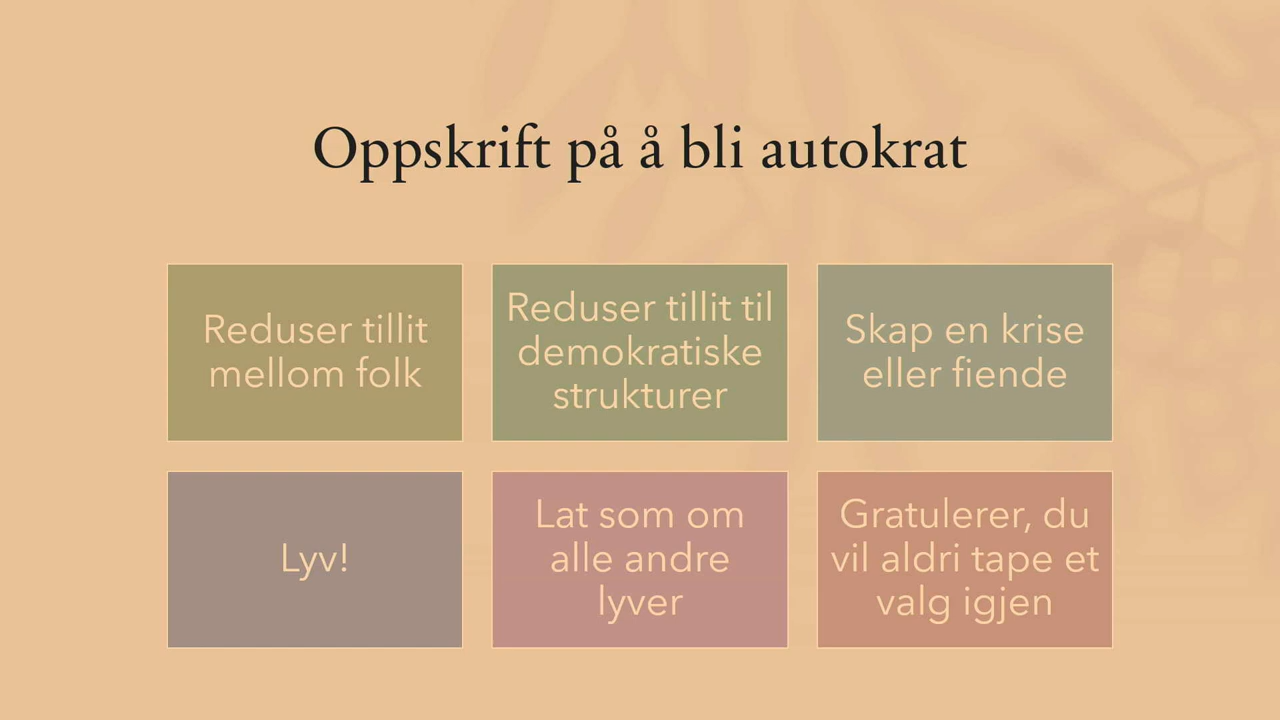 Oppskrift på å bli autokrat
Reduser tillit
mellom folk
Reduser tillit til
demokratiske
strukturer
Skap en krise
eller fiende
Lyv!
Lat som om
alle andre
lyver
Gratulerer, du
vil aldri tape et
valg igjen